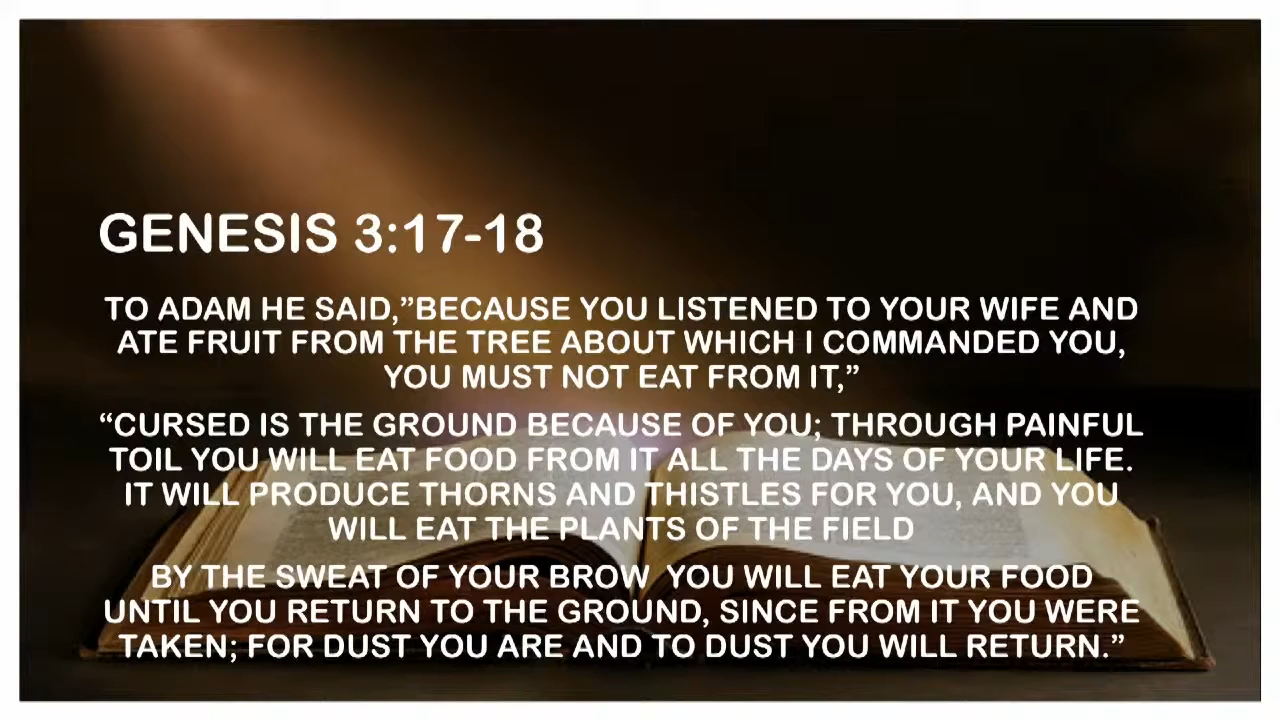 GENESIS 3:17-18
TO ADAM HE SAID,”BECAUSE YOU LISTENED TO YOUR WIFE AND
ATE FRUIT FROM THE TREE ABOUT WHICH I COMMANDED YOU,
YOU MUST NOT EAT FROM IT,”
“CURSED IS THE GROUND BECAUSE OF YOU; THROUGH PAINFUL
TOIL YOU WILL EAT FOOD FROM IT ALL THE DAYS OF YOUR LIFE.
IT WILL PRODUCE THORNS AND THISTLES FOR YOU, AND YOU
WILL EAT THE PLANTS OF THE FIELD
BY THE SWEAT OF YOUR BROW  YOU WILL EAT YOUR FOOD
UNTIL YOU RETURN TO THE GROUND, SINCE FROM IT YOU WERE
TAKEN; FOR DUST YOU ARE AND TO DUST YOU WILL RETURN.”